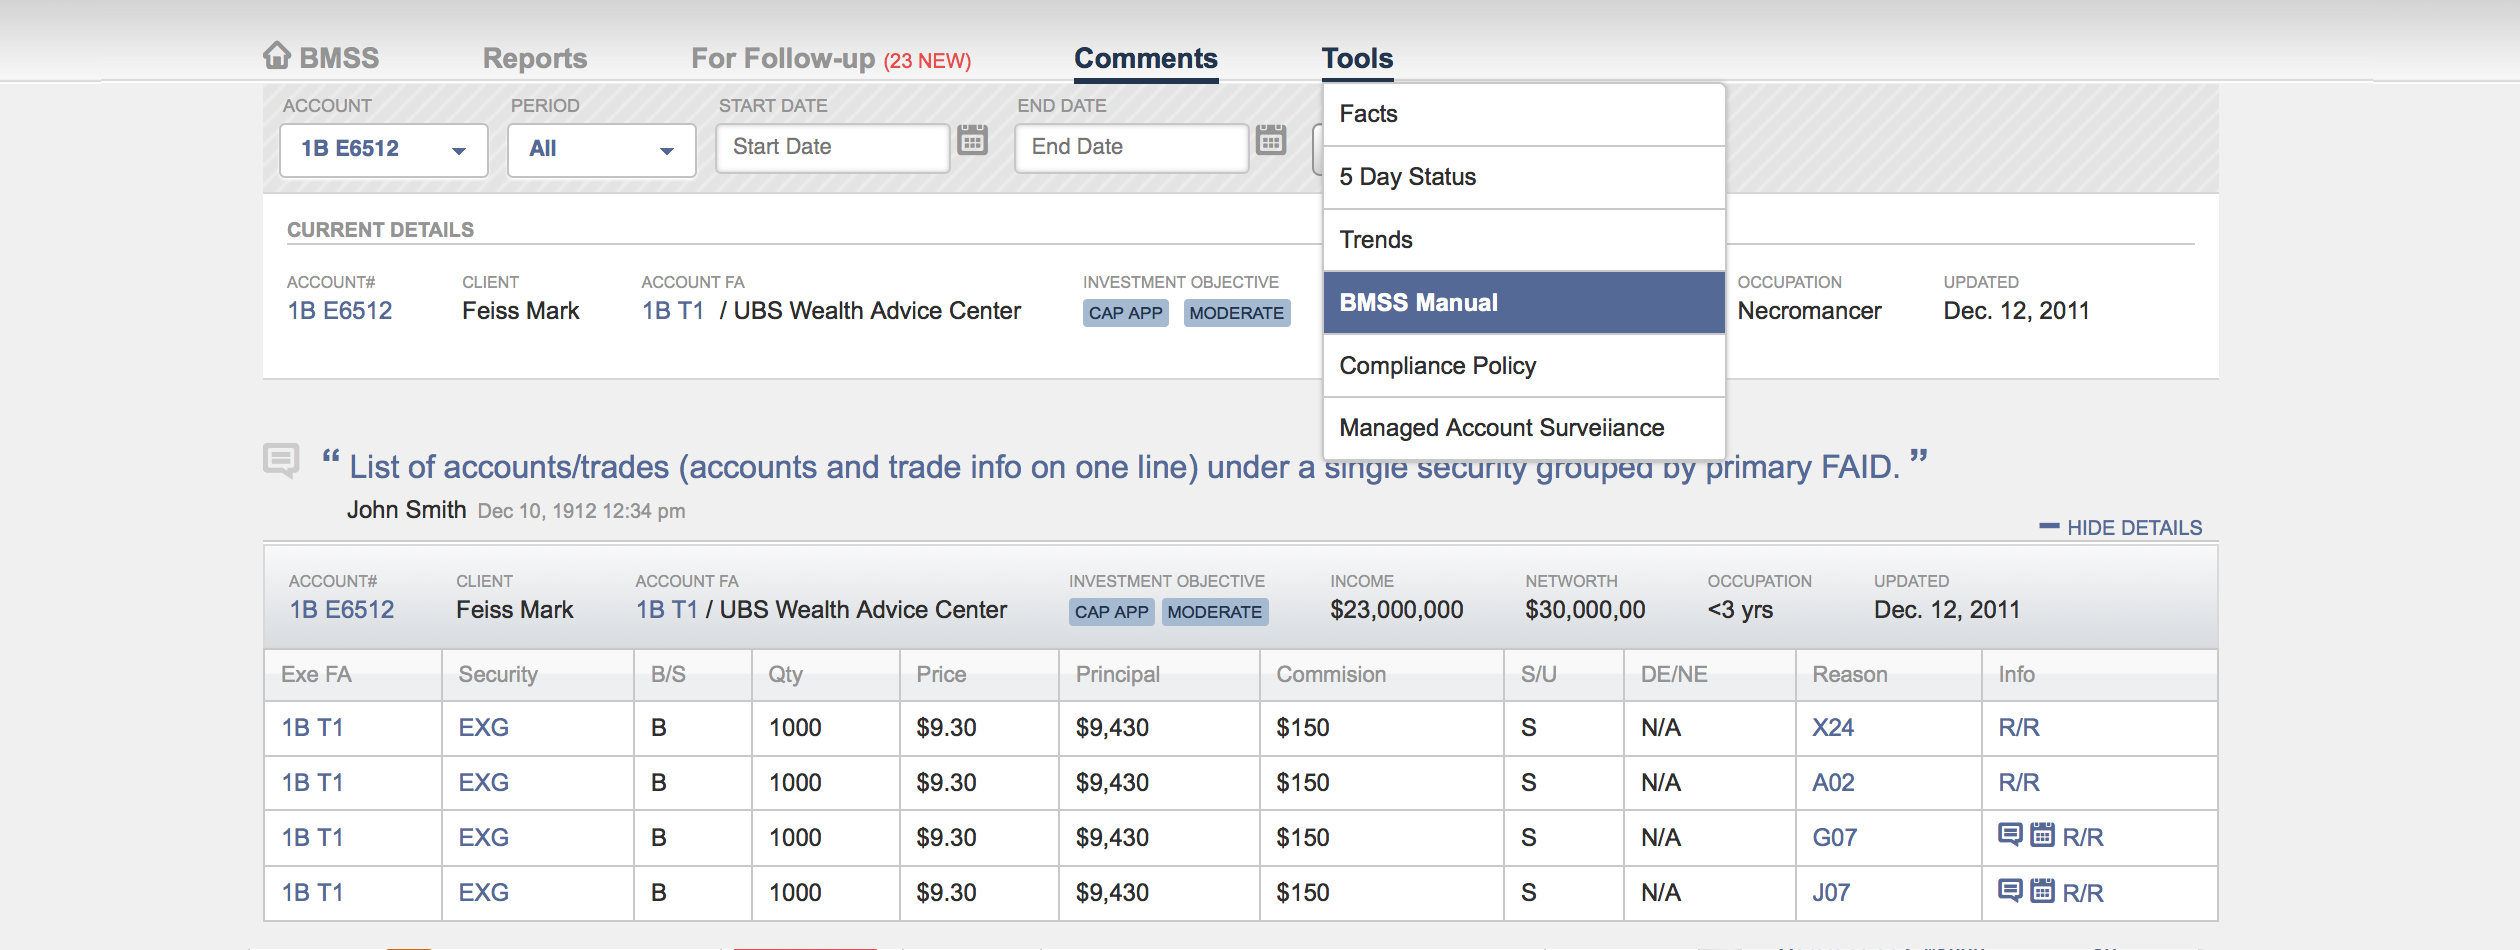 BMSS Reports For Follow-up (23 NEW) Comments Tools
ACCOUNT PERIOD START DATE END DATE
1B E6512 All Start Date End Date
Facts
5 Day Status
Trends
BMSS Manual
Compliance Policy
Managed Account Surveiiance
CURRENT DETAILS
ACCOUNT# CLIENT ACCOUNT FA INVESTMENT OBJECTIVE OCCUPATION UPDATED
1B E6512 Feiss Mark 1B T1 / UBS Wealth Advice Center CAP APP MODERATE Necromancer Dec. 12, 2011
“ List of accounts/trades (accounts and trade info on one line) under a single security grouped by primary FAID. ”
John Smith Dec 10, 1912 12:34 pm
HIDE DETAILS
ACCOUNT# CLIENT ACCOUNT FA INVESTMENT OBJECTIVE INCOME NETWORTH OCCUPATION UPDATED
1B E6512 Feiss Mark 1B T1 / UBS Wealth Advice Center CAP APP MODERATE $23,000,000 $30,000,00 <3 yrs Dec. 12, 2011
Exe FA Security B/S Qty Price Principal Commision S/U DE/NE Reason Info
1B T1 EXG B 1000 $9.30 $9,430 $150 S N/A X24 R/R
1B T1 EXG B 1000 $9.30 $9,430 $150 S N/A A02 R/R
1B T1 EXG B 1000 $9.30 $9,430 $150 S N/A G07 R/R
1B T1 EXG B 1000 $9.30 $9,430 $150 S N/A J07 R/R